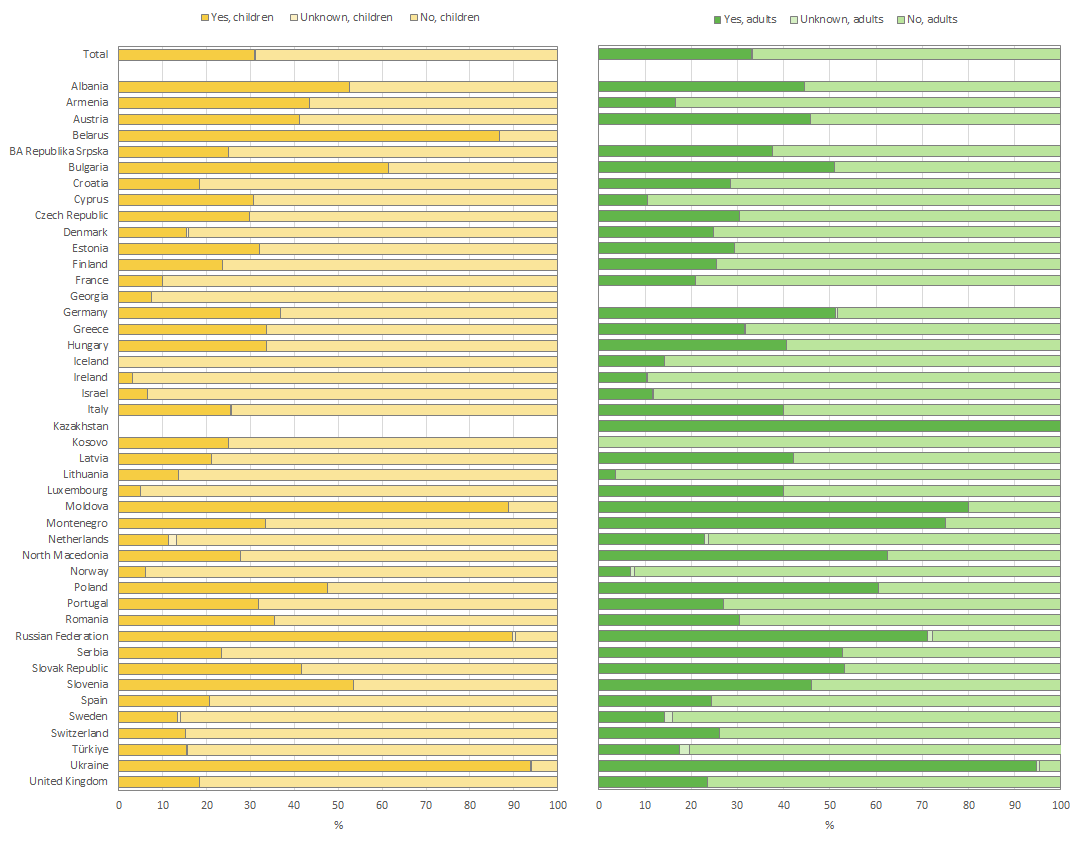 Yes, children Unknown, children No, children
Yes, adults Unknown, adults No, adults
Total
Albania
Armenia
Austria
Belarus
BA Republika Srpska
Bulgaria
Croatia
Cyprus
Czech Republic
Denmark
Estonia
Finland
France
Georgia
Germany
Greece
Hungary
Iceland
Ireland
Israel
Italy
Kazakhstan
Kosovo
Latvia
Lithuania
Luxembourg
Moldova
Montenegro
Netherlands
North Macedonia
Norway
Poland
Portugal
Romania
Russian Federation
Serbia
Slovak Republic
Slovenia
Spain
Sweden
Switzerland
Türkiye
Ukraine
United Kingdom
0 10 20 30 40 50 60 70 80 90 100
%
0 10 20 30 40 50 60 70 80 90 100
%